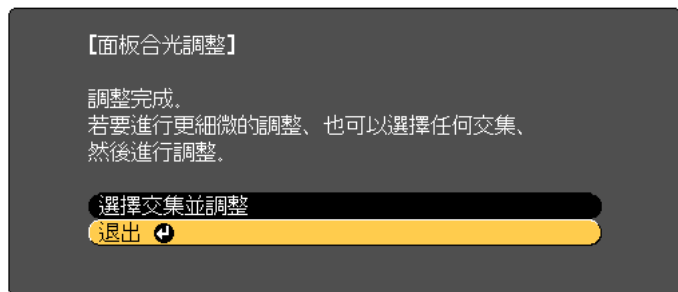 【面板合光調整】
調整完成.
若要進行更細微的調整、也可以選擇任何交集、
然後進行調整.
選擇交集並調整
退出